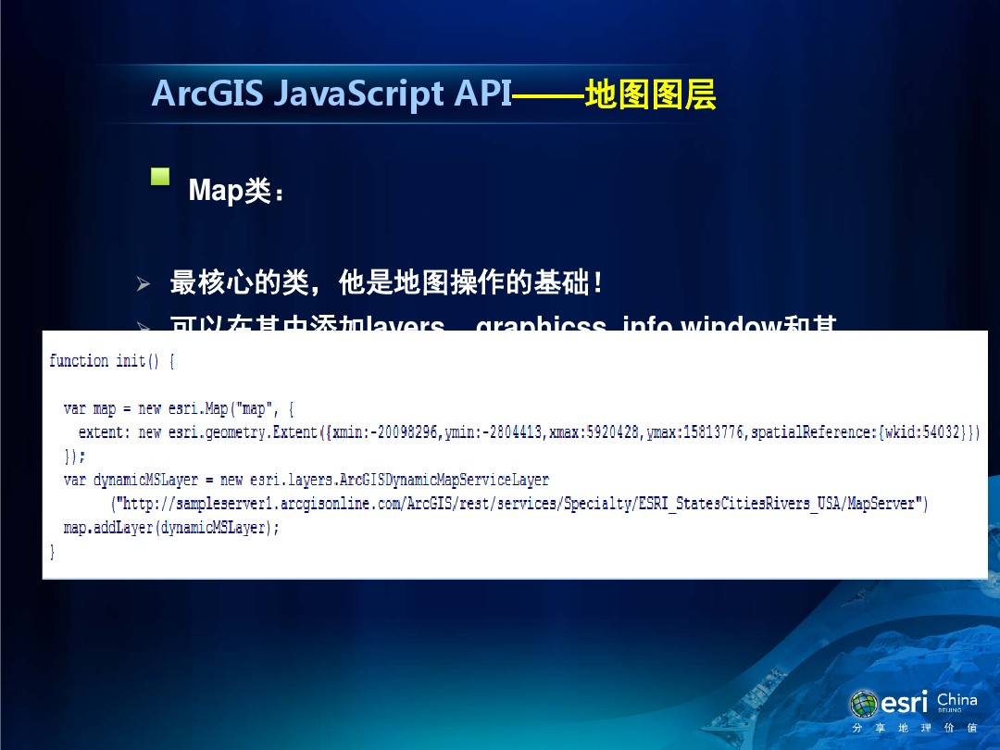 ArcGIS JavaScript API——地图图层
Map类：
最核心的类，他是地图操作的基础！
可以在其中添加layers、graphicss, info window和其
function init() {
var map = new esri.Map("map", {
extent: new esri.geometry.Extent({xmin:-20098296,ymin:-2804413,xmax:5920428,ymax:15813776,spatialReference:{wkid:54032}})
});
var dynamicMSLayer = new esri.layers.ArcGISDynamicMapServiceLayer
("http://sampleserver1.arcgisonline.com/ArcGIS/rest/services/Specialty/ESRI_StatesCitiesRivers_USA/MapServer")
map.addLayer(dynamicMSLayer);
}
esri China
BEIJING
分享地理价值